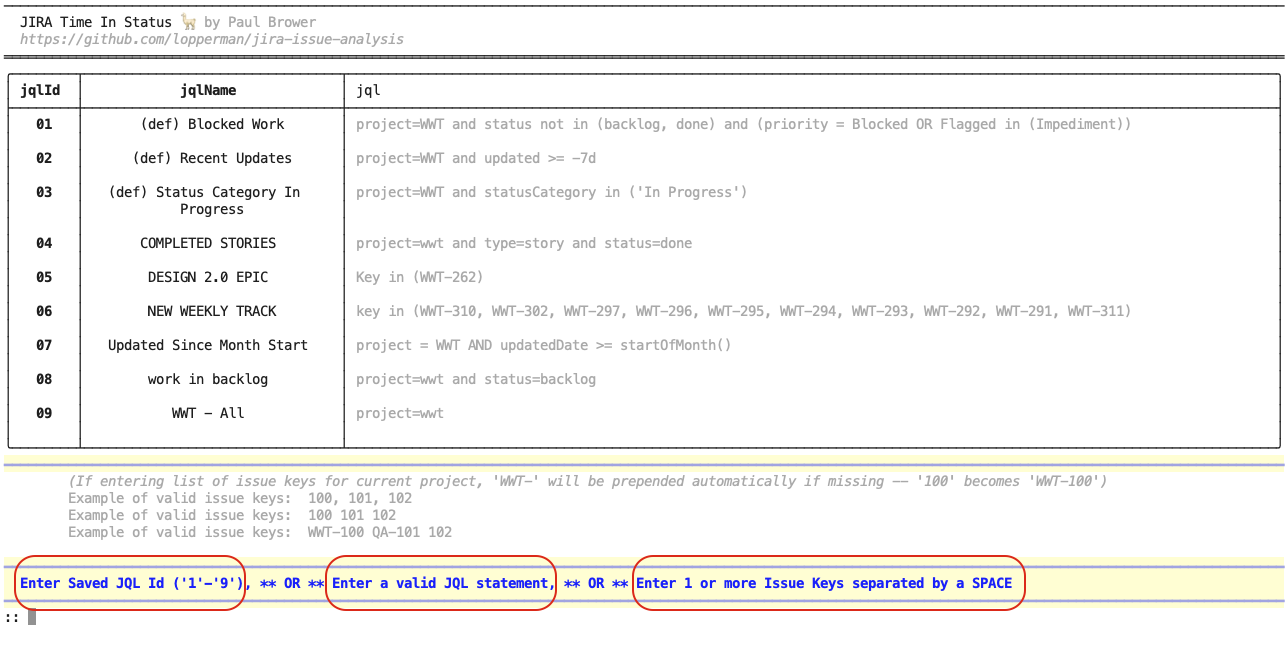 JIRA Time In Status 🦙 by Paul Brower
https://github.com/lopperman/jira-issue-analysis
jqlId jqlName jql
01 (def) Blocked Work project=WWT and status not in (backlog, done) and (priority = Blocked OR Flagged in (Impediment))
02 (def) Recent Updates project=WWT and updated >= -7d
03 (def) Status Category In project=WWT and statusCategory in ('In Progress')
Progress
04 COMPLETED STORIES project=wwt and type=story and status=done
05 DESIGN 2.0 EPIC Key in (WWT-262)
06 NEW WEEKLY TRACK key in (WWT-310, WWT-302, WWT-297, WWT-296, WWT-295, WWT-294, WWT-293, WWT-292, WWT-291, WWT-311)
07 Updated Since Month Start project = WWT AND updatedDate >= startOfMonth()
08 work in backlog project=wwt and status=backlog
09 WWT - All project=wwt
(If entering list of issue keys for current project, 'WWT-' will be prepended automatically if missing -- '100' becomes 'WWT-100')
Example of valid issue keys: 100, 101, 102
Example of valid issue keys: 100 101 102
Example of valid issue keys: WWT-100 QA-101 102
Enter Saved JQL Id ('1'-'9'), ** OR ** Enter a valid JQL statement, ** OR ** Enter 1 or more Issue Keys separated by a SPACE
::